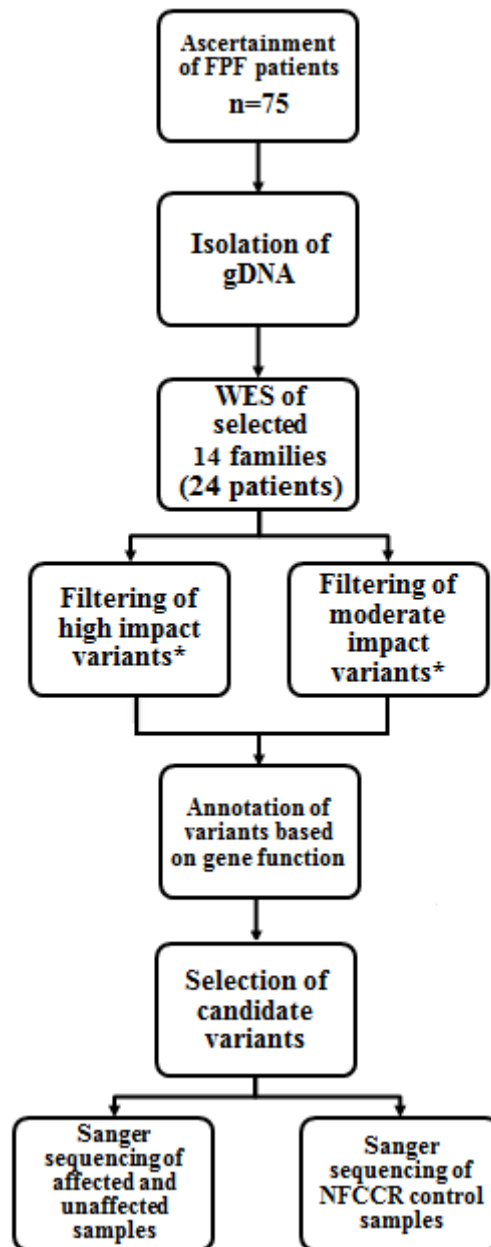 Ascertainment
of FPF patients
n=75
Isolation of
gDNA
WES of
selected
14 families
(24 patients)
Filtering of
high impact
variants*
Filtering of
moderate
impact
variants*
Annotation of
variants based
on gene function
Selection of
candidate
variants
Sanger
sequencing of
affected and
unaffected
samples
Sanger
sequencing of
NFCCR control
samples